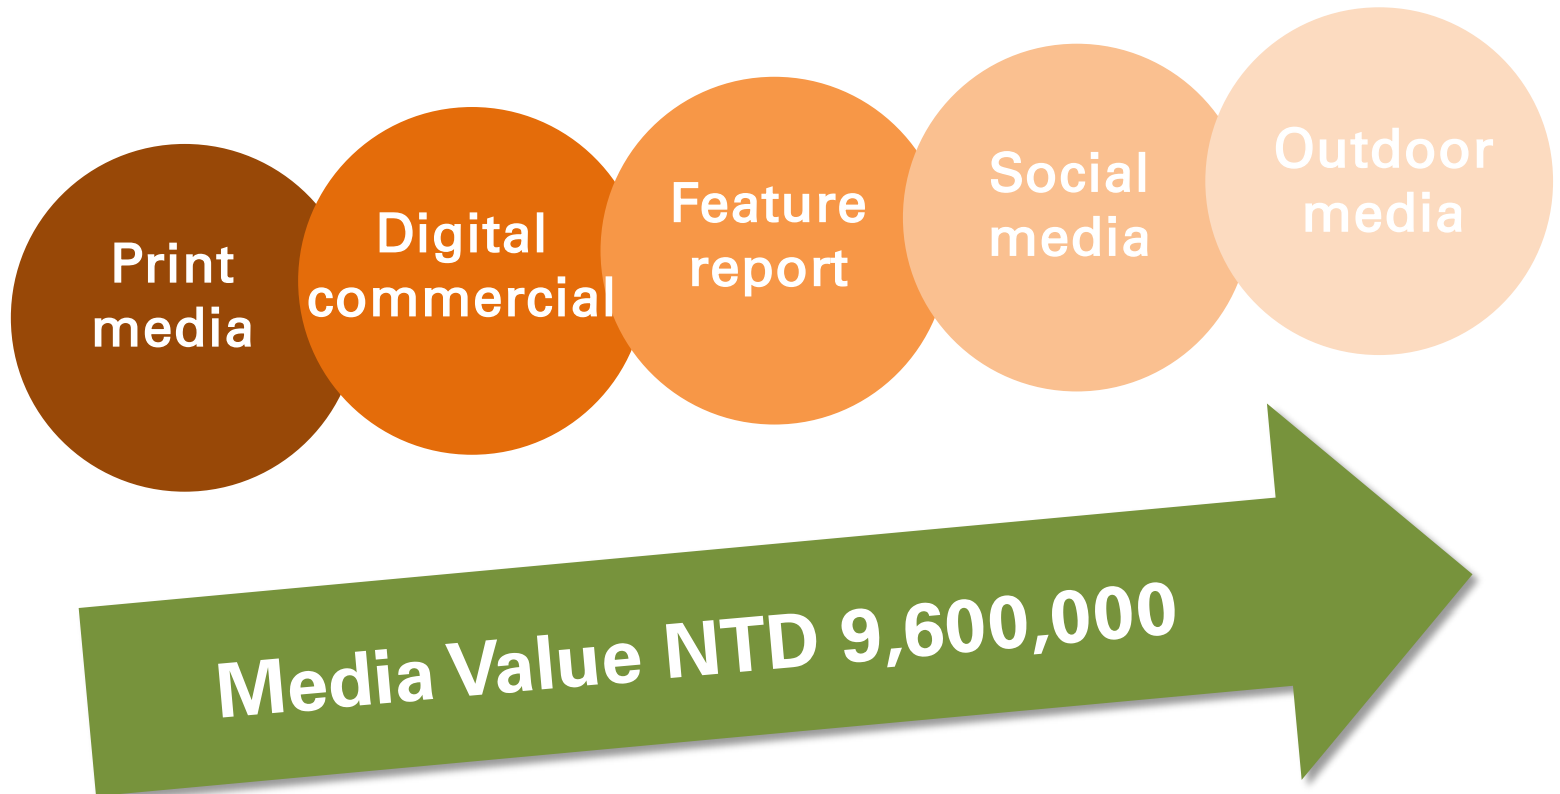 Print
media
Digital
commercial
Feature
report
Social
media
Outdoor
media
Media Value NTD 9,600,000